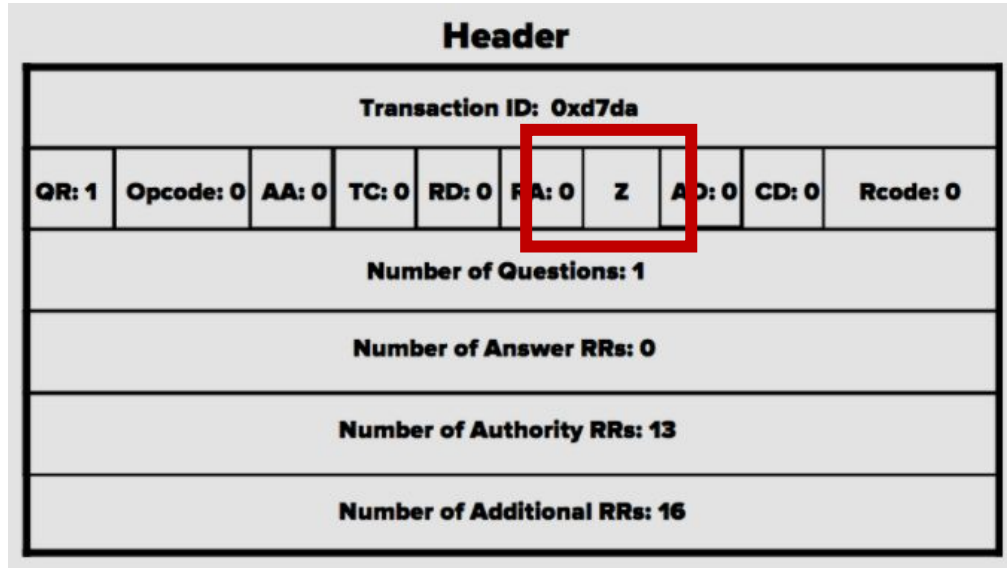 Header
Transaction ID: 0xd7da
QR: 1 Opcode: 0 AA: 0 TC: 0 RD: 0 RA: 0 Z AD: 0 CD: 0 Rcode: 0
Number of Questions: 1
Number of Answer RRs: 0
Number of Authority RRs: 13
Number of Additional RRs: 16